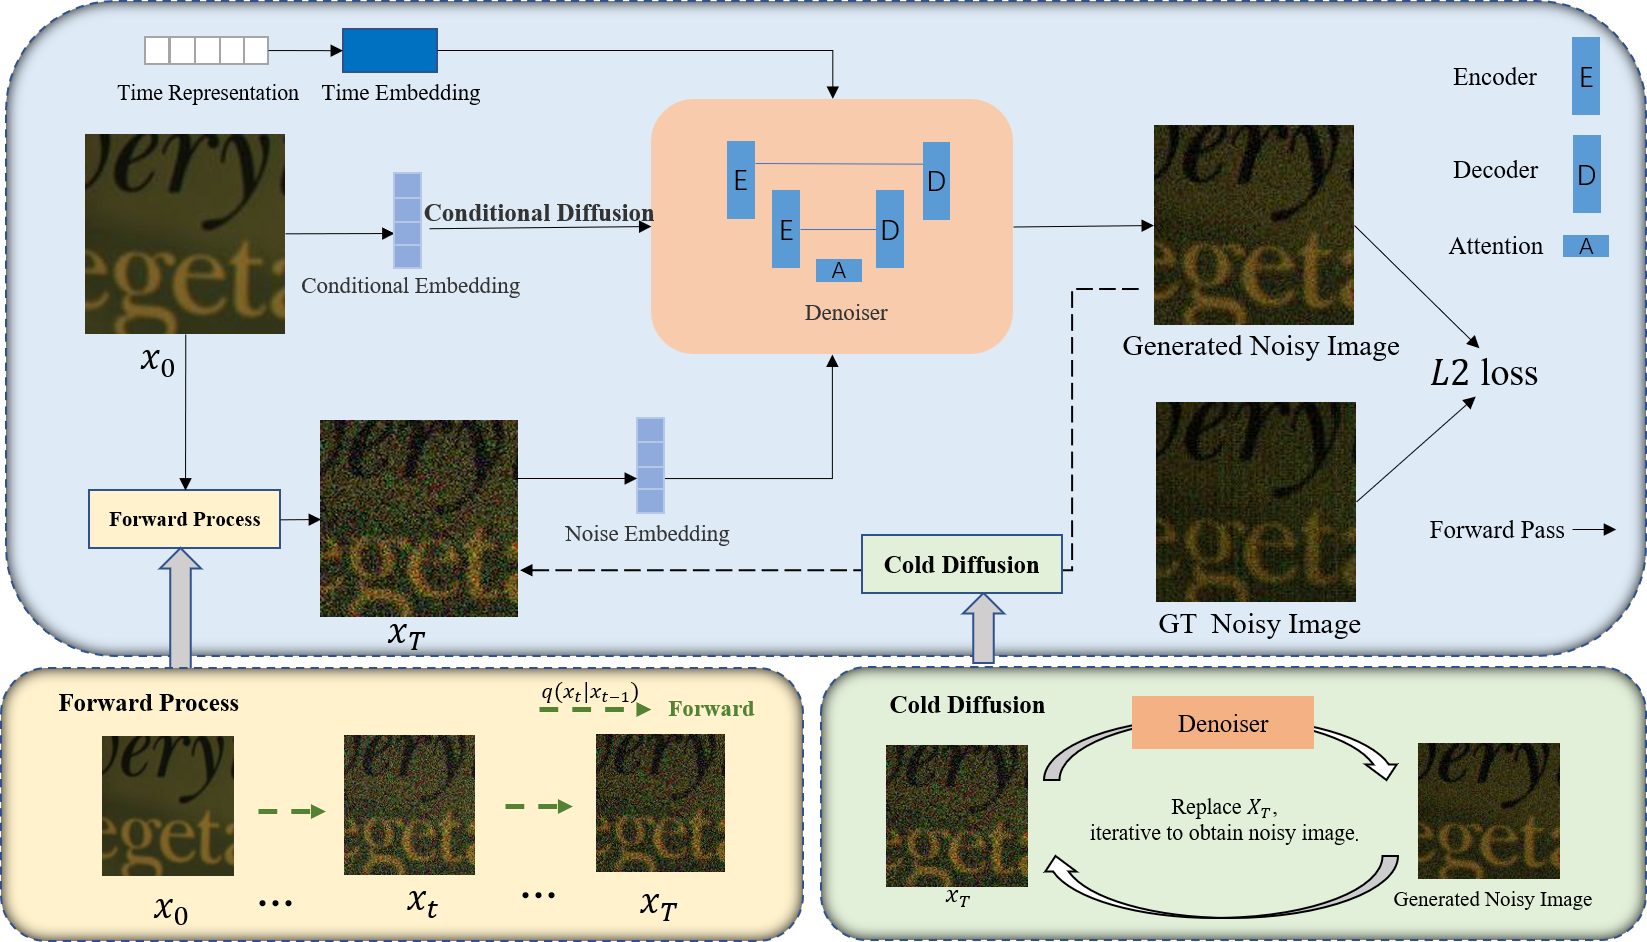 Time Representation
Time Embedding
Encoder
E
Decoder
D
Attention
A
Conditional Diffusion
Conditional Embedding
E
D
E
D
A
Denoiser
egeta
x_0
Generated Noisy Image
egeta
L2 loss
Forward Process
x_T
Noise Embedding
Cold Diffusion
GT Noisy Image
Forward Pass
Forward Process
q(x_t|x_{t-1})
Forward
x_0
...
x_t
...
x_T
Cold Diffusion
Denoiser
Replace X_T,
iterative to obtain noisy image.
x_T
Generated Noisy Image